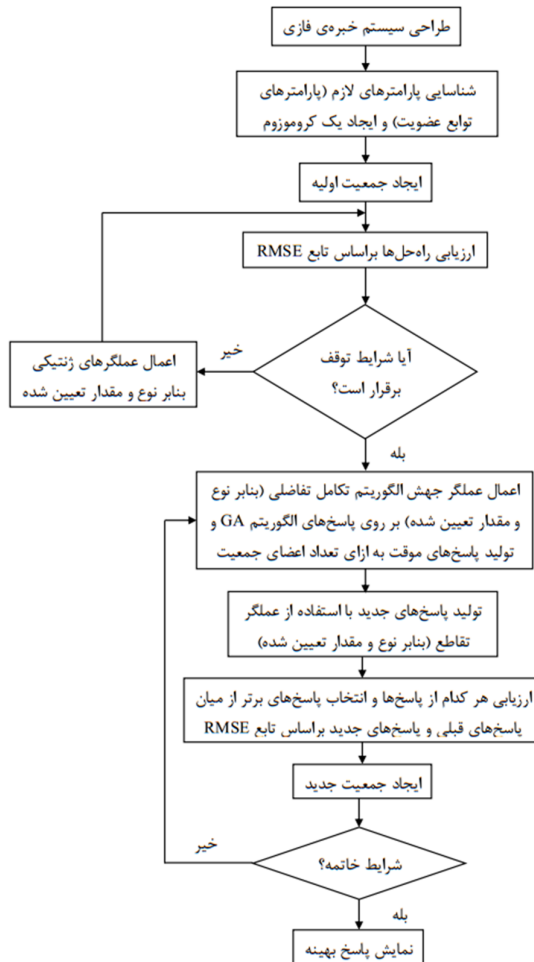 طراحی سیستم خبره‌ی فازی
شناسایی پارامترهای لازم (پارامترهای
توابع عضویت) و ایجاد یک کروموزوم
ایجاد جمعیت اولیه
ارزیابی راه‌حل‌ها براساس تابع RMSE
آیا شرایط توقف
برقرار است؟
خیر
اعمال عملگرهای ژنتیکی
بنابر نوع و مقدار تعیین شده
بله
اعمال عملگر جهش الگوریتم تکامل تفاضلی (بنابر نوع
و مقدار تعیین شده) بر روی پاسخ‌های الگوریتم GA و
تولید پاسخ‌های موقت به ازای تعداد اعضای جمعیت
تولید پاسخ‌های جدید با استفاده از عملگر
تقاطع (بنابر نوع و مقدار تعیین شده)
ارزیابی هر کدام از پاسخ‌ها و انتخاب پاسخ‌های برتر از میان
پاسخ‌های قبلی و پاسخ‌های جدید براساس تابع RMSE
ایجاد جمعیت جدید
شرایط خاتمه؟
خیر
بله
نمایش پاسخ بهینه